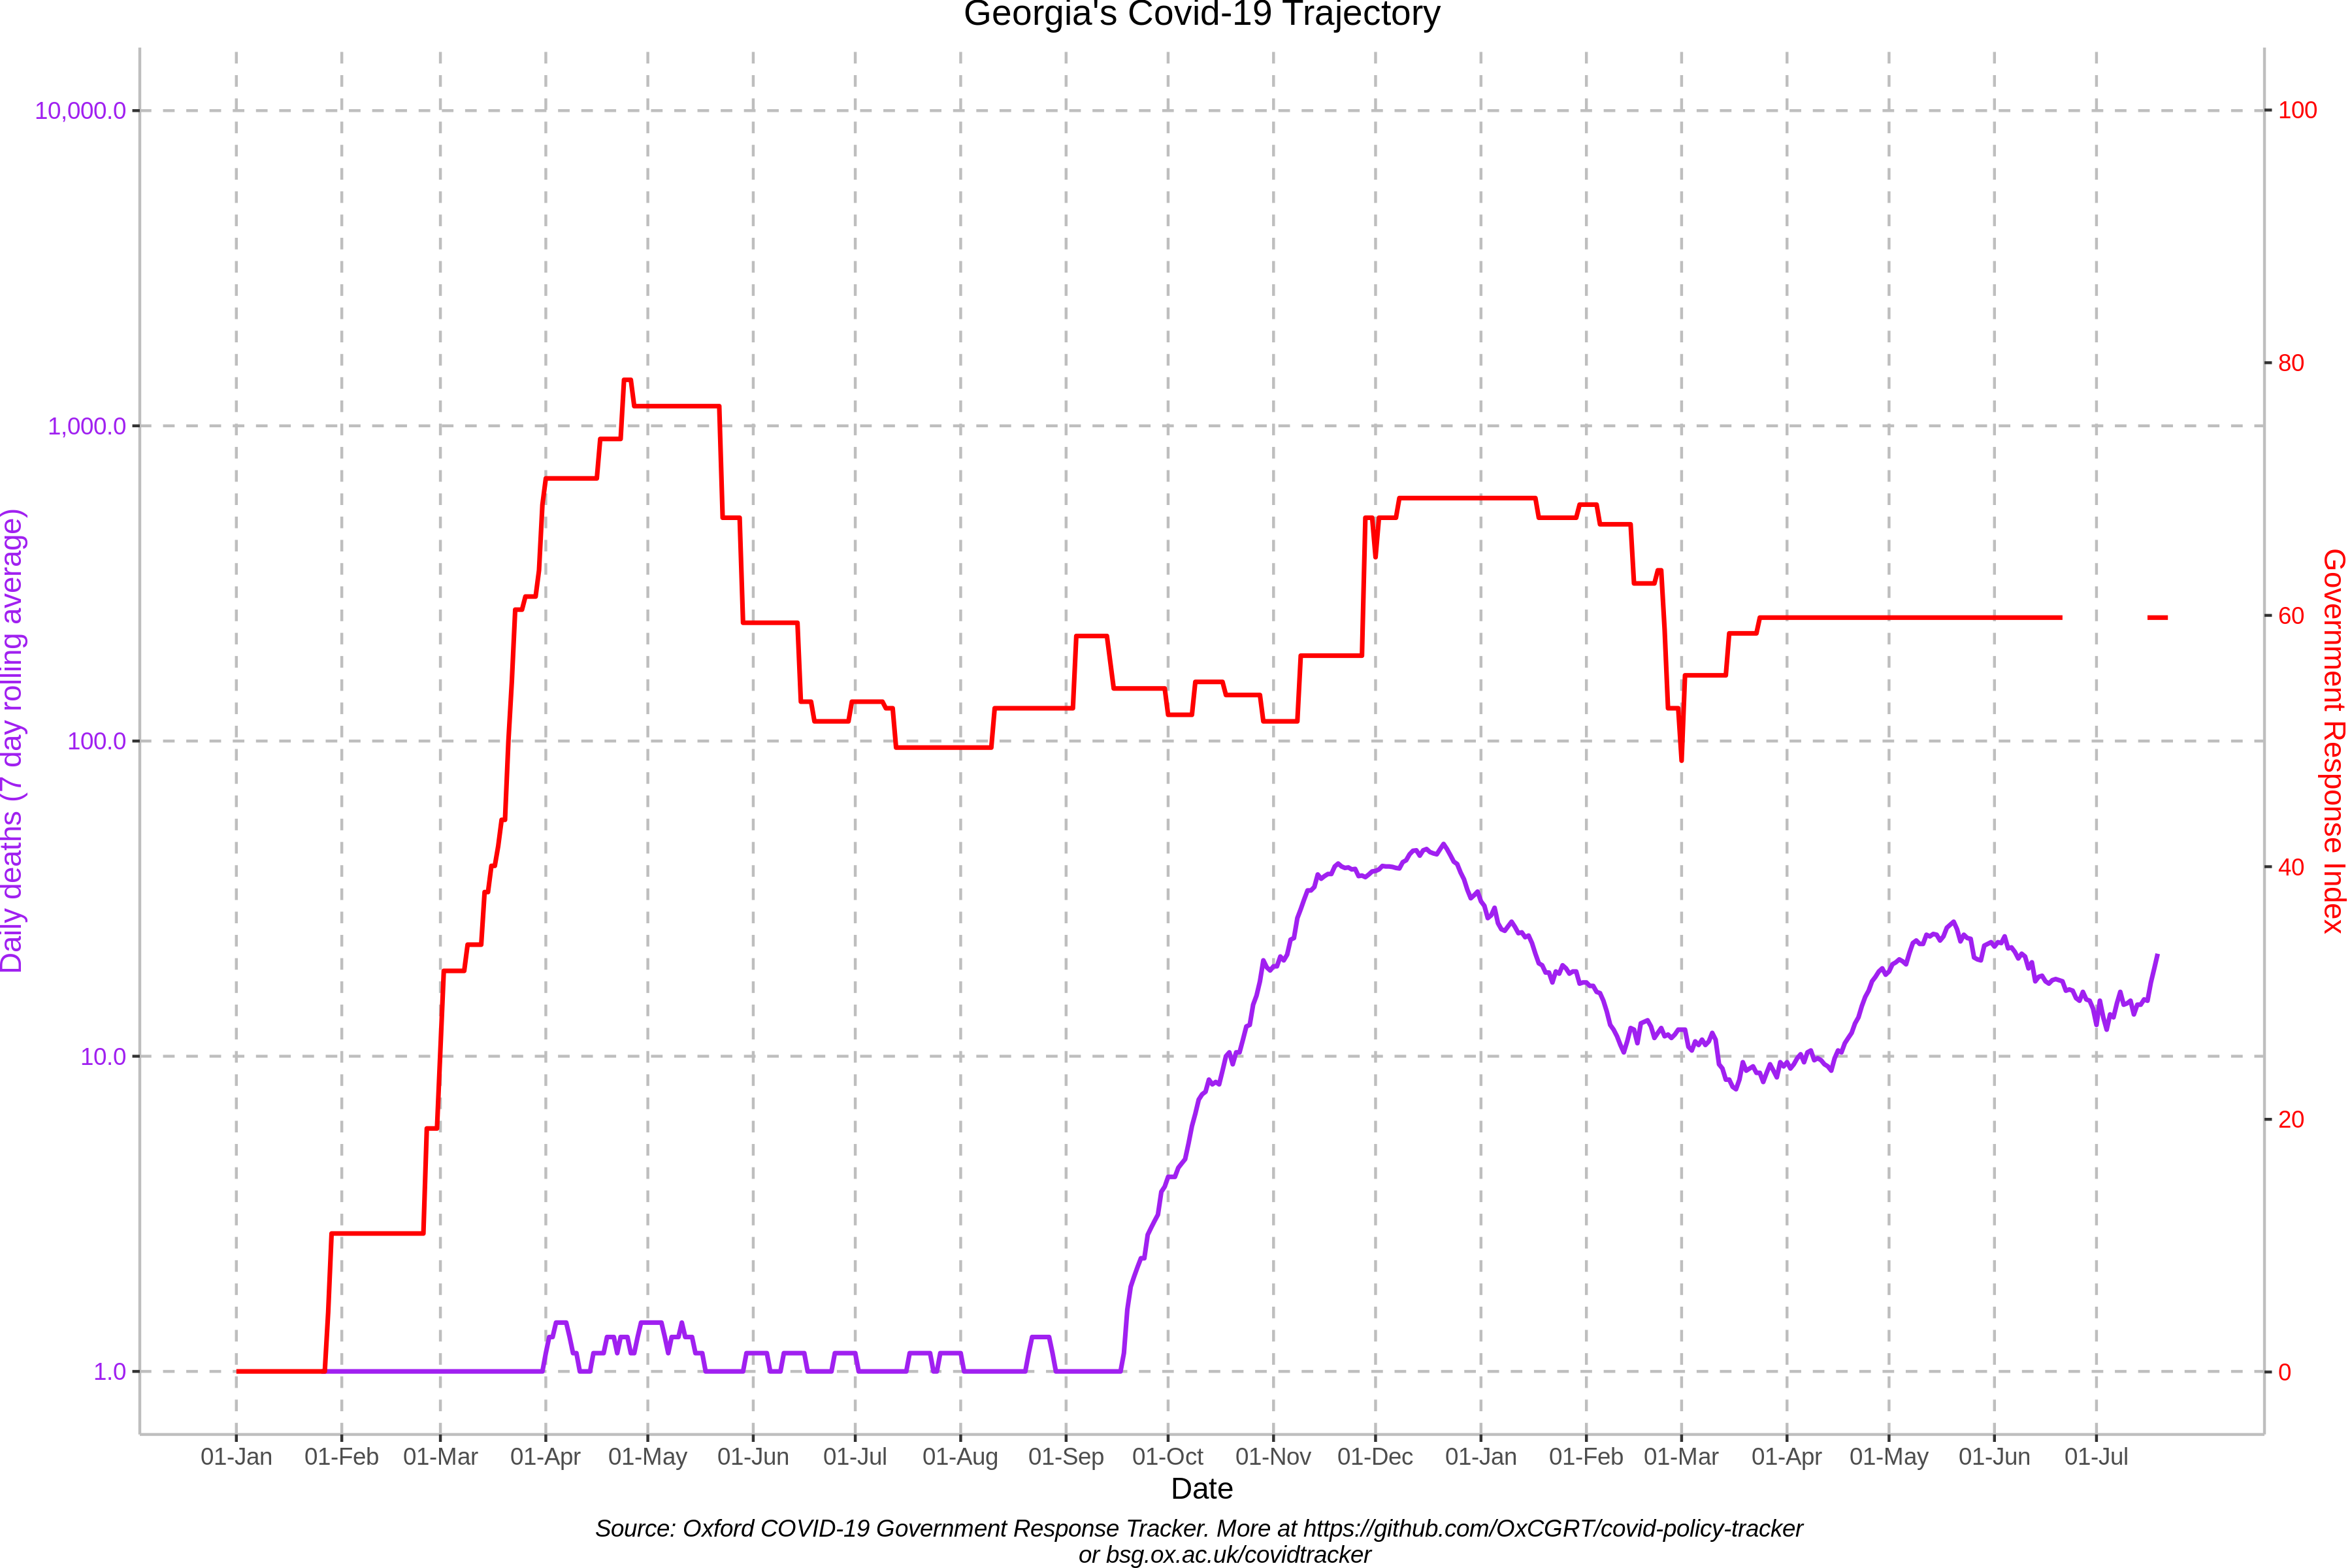 Georgia's Covid-19 Trajectory
10,000.0
1,000.0
100.0
10.0
1.0
Daily deaths (7 day rolling average)
100
80
60
40
20
0
Government Response Index
01-Jan 01-Feb 01-Mar 01-Apr 01-May 01-Jun 01-Jul 01-Aug 01-Sep 01-Oct 01-Nov 01-Dec 01-Jan 01-Feb 01-Mar 01-Apr 01-May 01-Jun 01-Jul
Date
Source: Oxford COVID-19 Government Response Tracker. More at https://github.com/OxCGRT/covid-policy-tracker
or bsg.ox.ac.uk/covidtracker